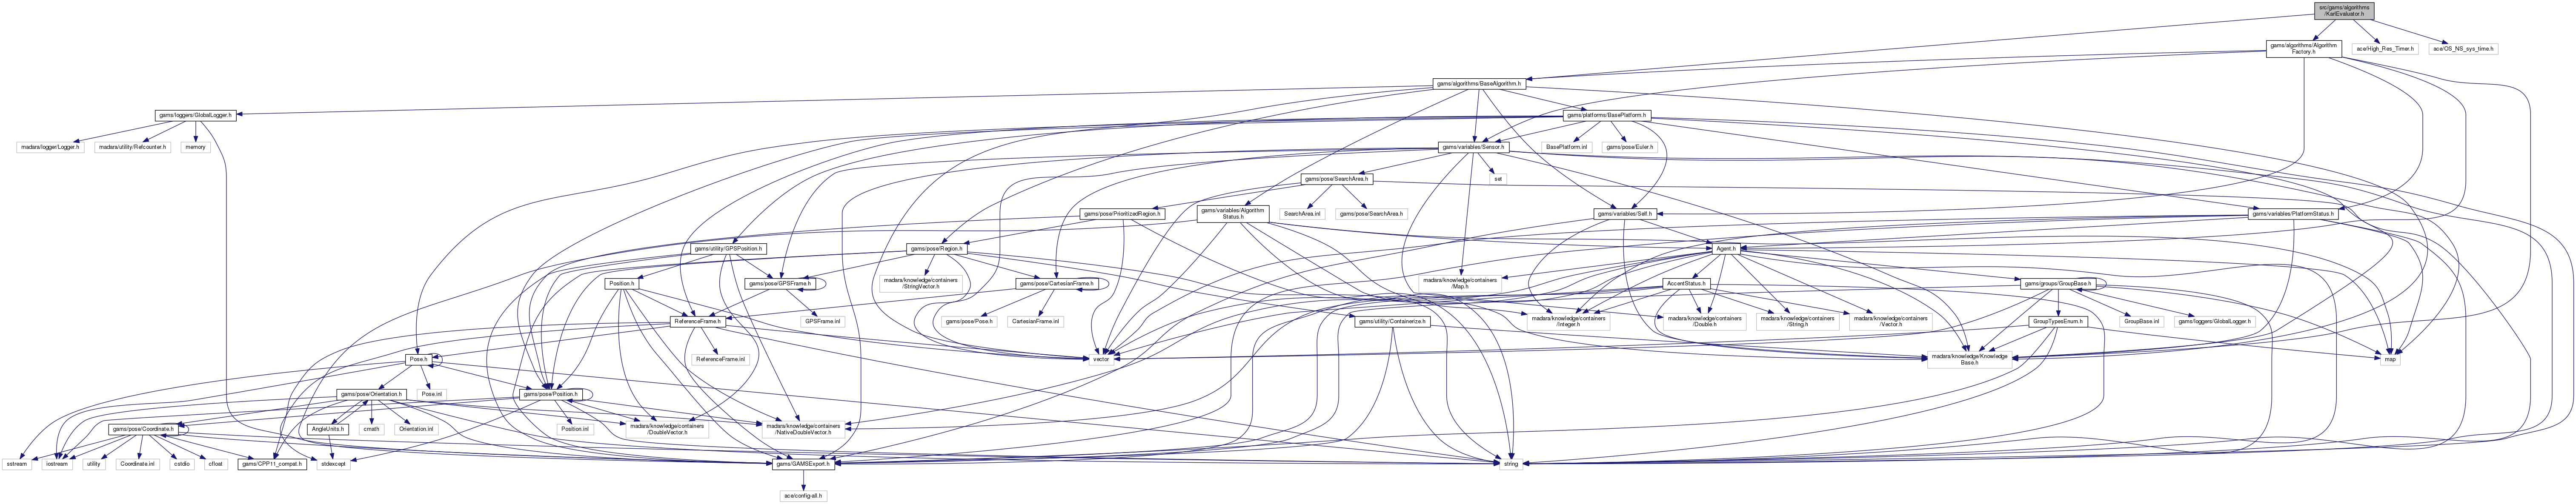 src/gams/algorithms
/KarlEvaluator.h
gams/algorithms/Algorithm
Factory.h
ace/High_Res_Timer.h
ace/OS_NS_sys_time.h
gams/algorithms/BaseAlgorithm.h
gams/loggers/GlobalLogger.h
gams/platforms/BasePlatform.h
madara/logger/Logger.h
madara/utility/Refcounter.h
memory
gams/variables/Sensor.h
BasePlatform.inl
gams/pose/Euler.h
gams/pose/SearchArea.h
set
gams/pose/PrioritizedRegion.h
gams/variables/Algorithm
Status.h
SearchArea.inl
gams/pose/SearchArea.h
gams/variables/Self.h
gams/variables/PlatformStatus.h
gams/utility/GPSPosition.h
gams/pose/Region.h
Agent.h
Position.h
gams/pose/GPSFrame.h
madara/knowledge/containers
/StringVector.h
gams/pose/CartesianFrame.h
madara/knowledge/containers
/Map.h
AccentStatus.h
gams/groups/GroupBase.h
ReferenceFrame.h
GPSFrame.inl
gams/pose/Pose.h
CartesianFrame.inl
gams/utility/Containerize.h
madara/knowledge/containers
/Integer.h
madara/knowledge/containers
/Double.h
madara/knowledge/containers
/String.h
madara/knowledge/containers
/Vector.h
GroupTypesEnum.h
GroupBase.inl
gams/loggers/GlobalLogger.h
Pose.h
ReferenceFrame.inl
vector
madara/knowledge/Knowledge
Base.h
map
gams/pose/Orientation.h
Pose.inl
gams/pose/Position.h
gams/pose/Coordinate.h
AngleUnits.h
cmath
Orientation.inl
Position.inl
madara/knowledge/containers
/DoubleVector.h
madara/knowledge/containers
/NativeDoubleVector.h
sstream
iostream
utility
Coordinate.inl
cstdio
cfloat
gams/CPP11_compat.h
stdexcept
gams/GAMSExport.h
string
ace/config-all.h